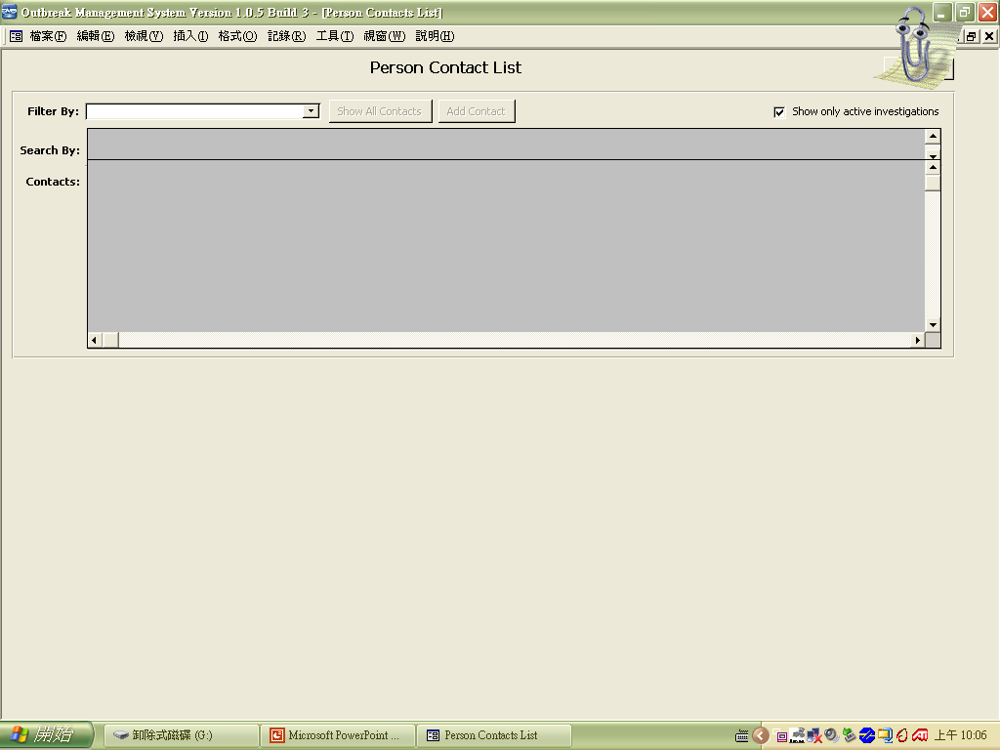 Outbreak Management System Version 1.0.5 Build 3 - [Person Contacts List]
檔案(F) 編輯(E) 檢視(V) 插入(I) 格式(O) 記錄(R) 工具(T) 視窗(W) 說明(H)
Person Contact List
Filter By: Show All Contacts Add Contact Show only active investigations
Search By:
Contacts:
開始 卸除式磁碟 (G:) Microsoft PowerPoint ... Person Contacts List 上午 10:06